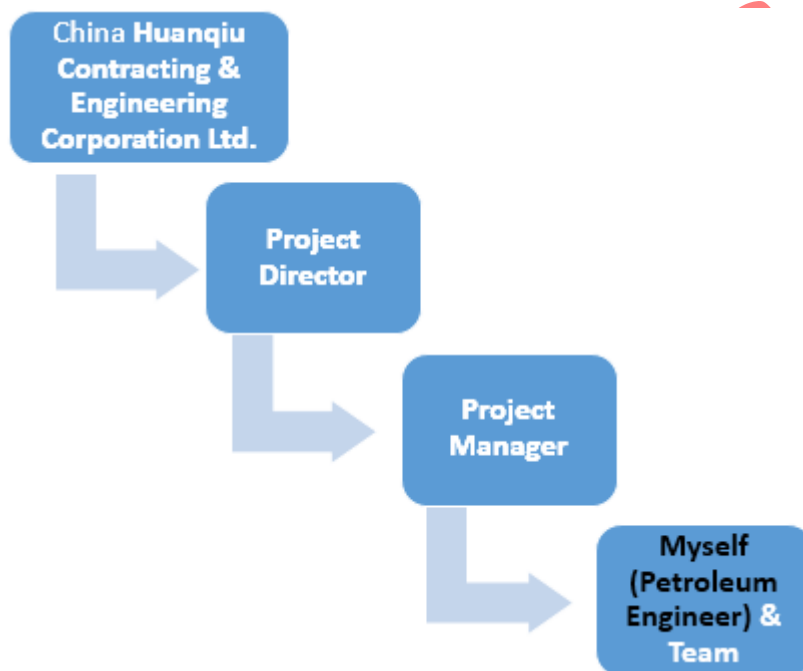 China Huanqiu
Contracting &
Engineering
Corporation Ltd.
Project
Director
Project
Manager
Myself
(Petroleum
Engineer) &
Team